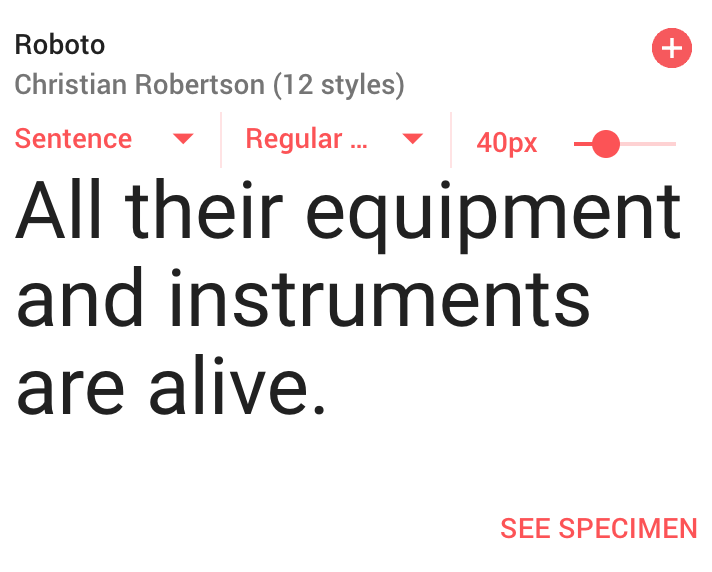 Roboto
Christian Robertson (12 styles)
Sentence Regular ... 40px
All their equipment
and instruments
are alive.
SEE SPECIMEN